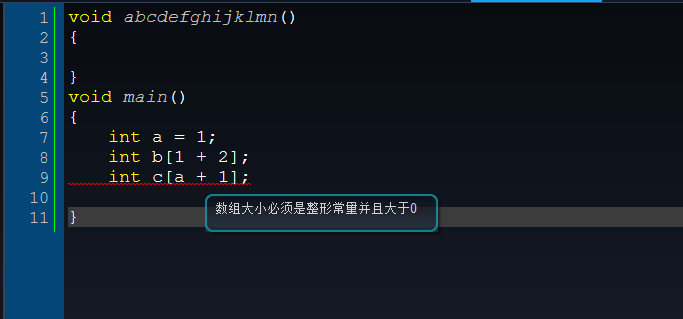 1 void abcdefghijklmn()
2 {
3
4 }
5 void main()
6 {
7 int a = 1;
8 int b[1 + 2];
9 int c[a + 1];
10
数组大小必须是整形常量并且大于0
11 }